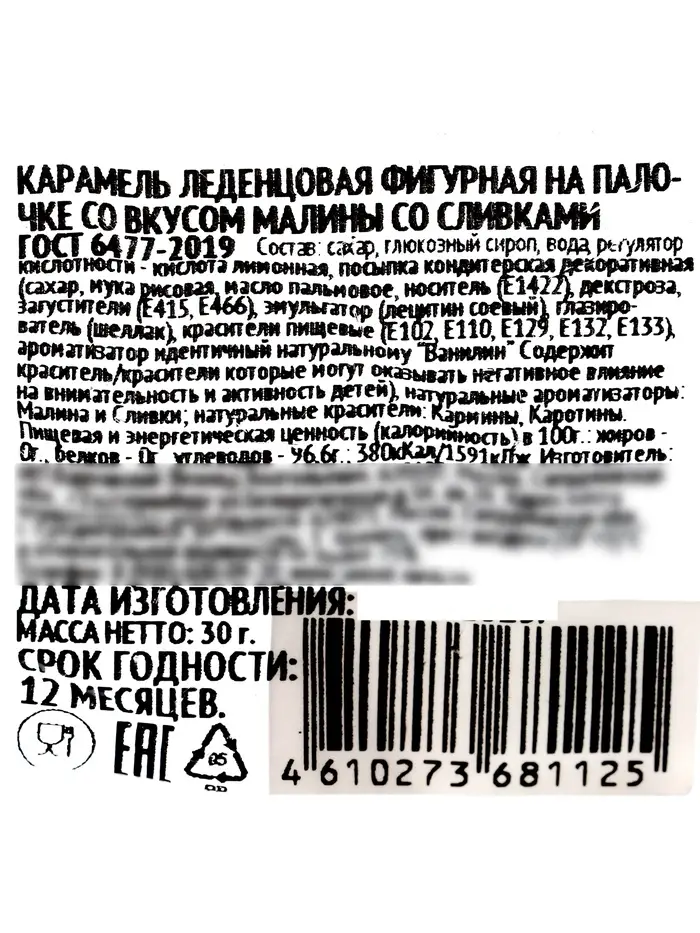 КАРАМЕЛЬ ЛЕДЕНЦОВАЯ ФИГУРНАЯ НА ПАЛО-
ЧКЕ СО ВКУСОМ МАЛИНЫ СО СЛИВКАМИ
ГОСТ 6477-2019 Состав: сахар, глюкозный сироп, вода, регулятор
кислотности - кислота лимонная, посыпка кондитерская декоративная
(сахар, мука рисовая, масло пальмовое, носитель (Е1422), декстроза,
загустители (Е415, Е466), эмульгатор (лецитин соевый), глазиро-
ватель (шеллак), красители пищевые (Е102, Е110, Е129, Е132, Е133),
ароматизатор идентичный натуральному "Ванилин" Содержит
краситель/красители которые могут оказывать негативное влияние
на внимательность и активность детей), натуральные ароматизаторы:
Малина и Сливки; натуральные красители: Кармины, Каротины.
Пищевая и энергетическая ценность (калорийность) в 100г.: жиров -
0г., белков - 0г, углеводов - 96,6г.; 380кКал/1591кДж Изготовитель:
ДАТА ИЗГОТОВЛЕНИЯ:
МАССА НЕТТО: 30 г.
СРОК ГОДНОСТИ:
12 МЕСЯЦЕВ.
EAC
05
4 610273 681125